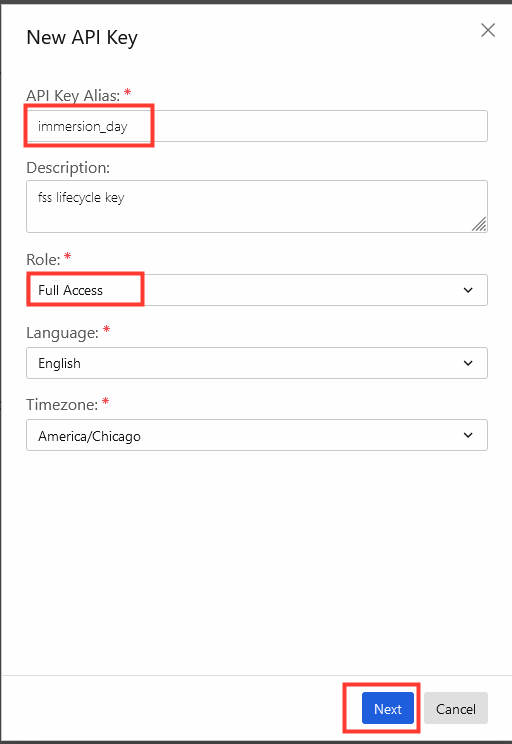 New API Key
API Key Alias: *
immersion_day
Description:
fss lifecycle key
Role: *
Full Access
Language: *
English
Timezone: *
America/Chicago
Next
Cancel